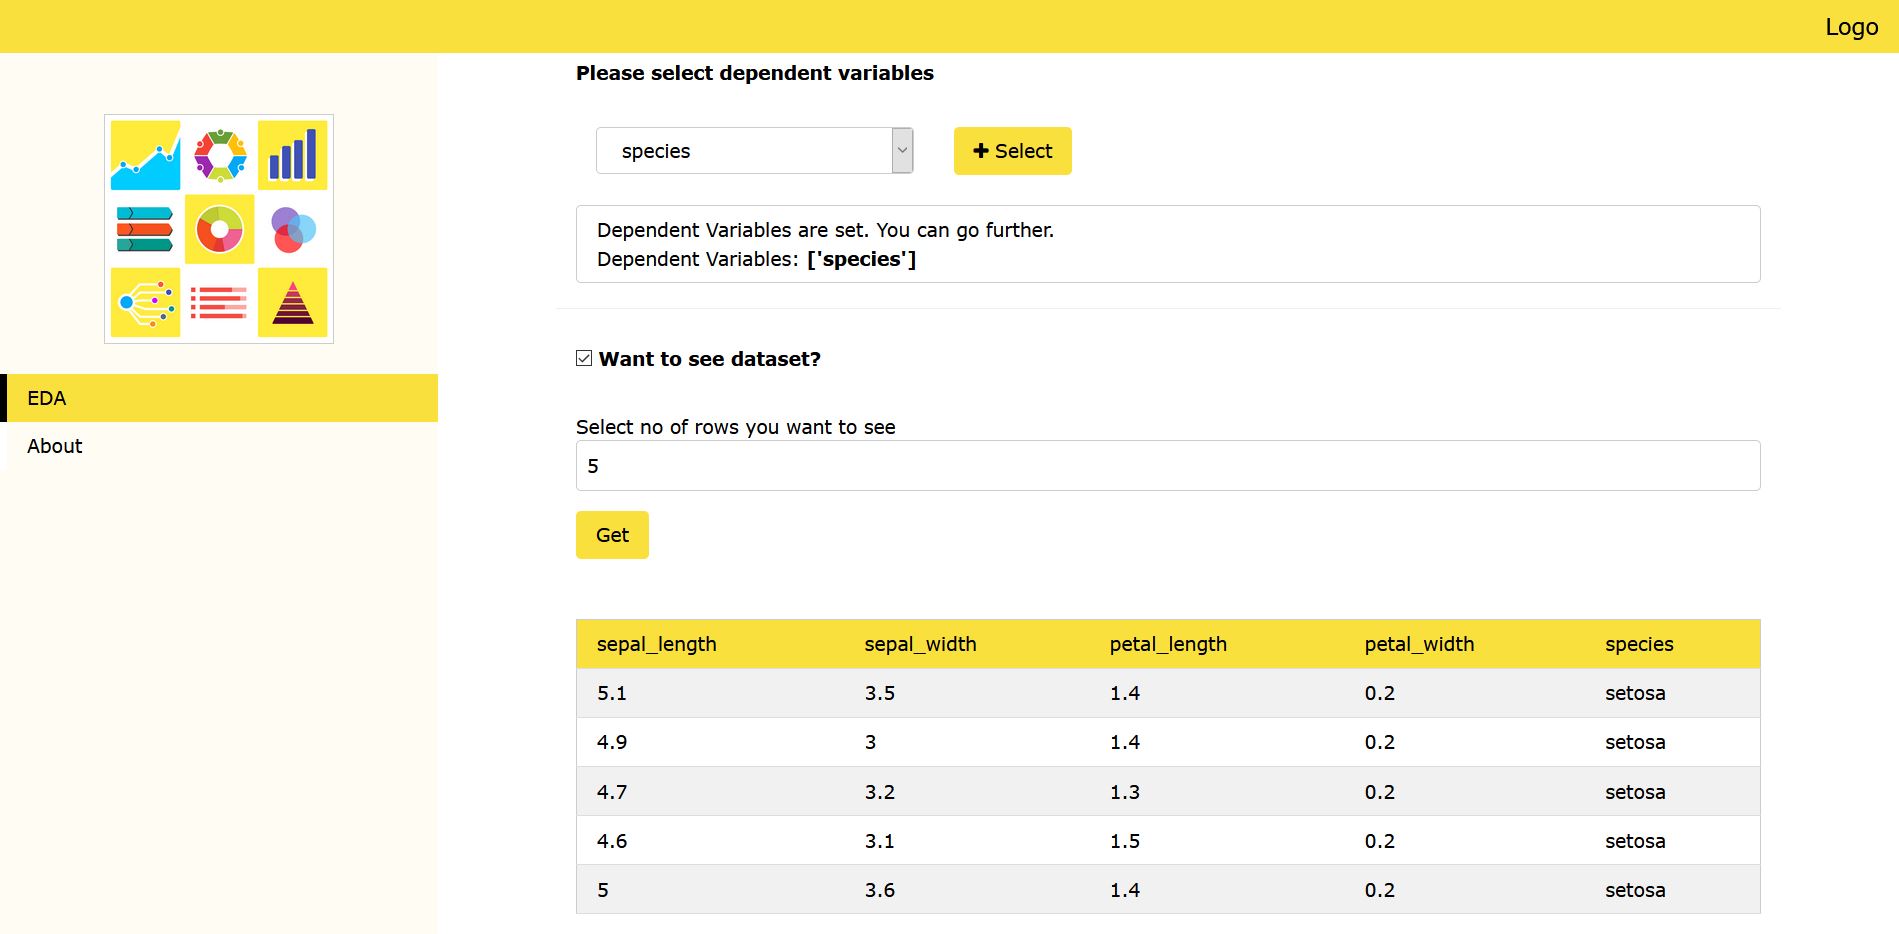 Logo
EDA
About
Please select dependent variables
species
Select
Dependent Variables are set. You can go further.
Dependent Variables: ['species']
Want to see dataset?
Select no of rows you want to see
5
Get
sepal_length sepal_width petal_length petal_width species
5.1 3.5 1.4 0.2 setosa
4.9 3 1.4 0.2 setosa
4.7 3.2 1.3 0.2 setosa
4.6 3.1 1.5 0.2 setosa
5 3.6 1.4 0.2 setosa